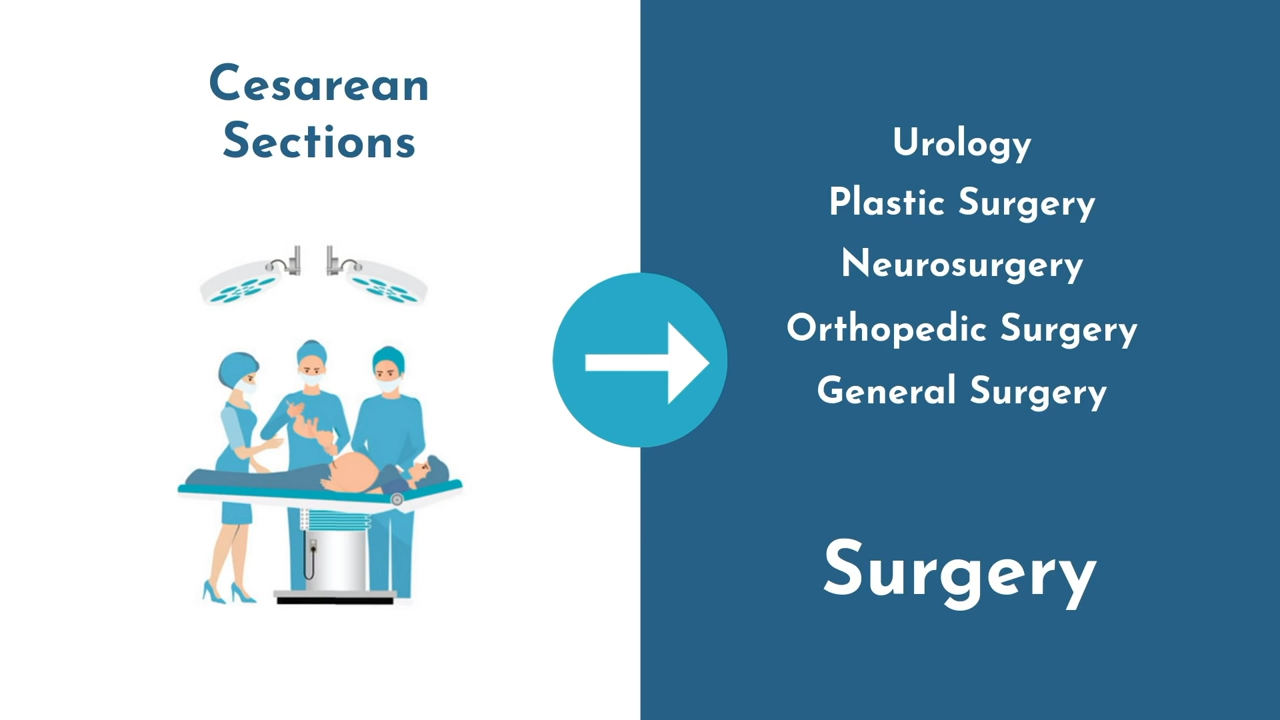 Cesarean
Sections
Urology
Plastic Surgery
Neurosurgery
Orthopedic Surgery
General Surgery
Surgery